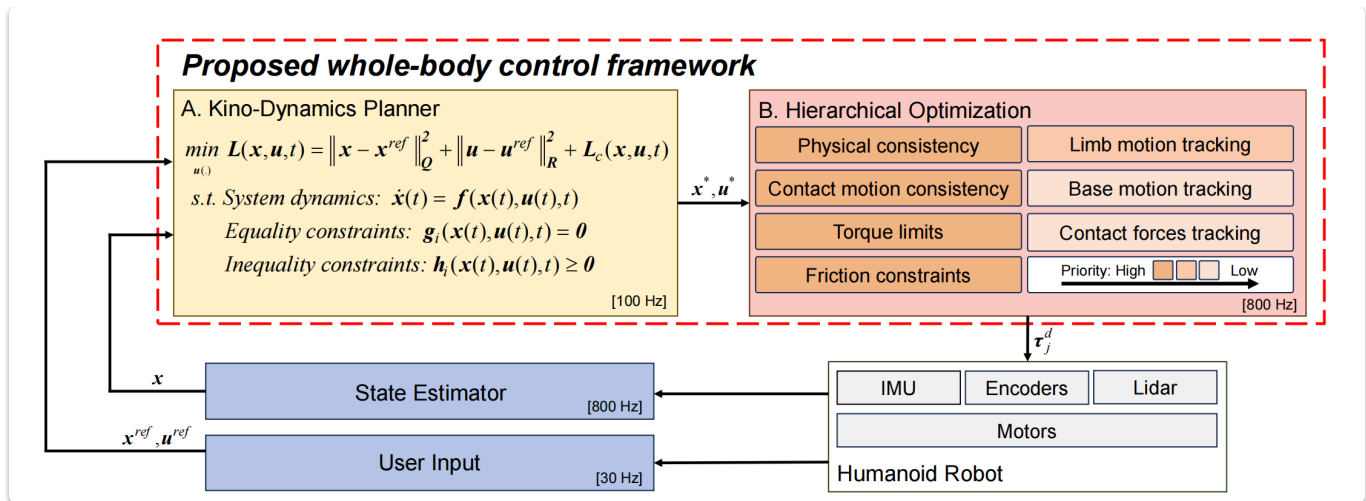 Proposed whole-body control framework
A. Kino-Dynamics Planner
min L(x,u,t) = ‖x − x^{ref}‖²_Q + ‖u − u^{ref}‖²_R + L_c(x,u,t)
u(.)
s.t. System dynamics: ẋ(t) = f(x(t),u(t),t)
Equality constraints: g_i(x(t),u(t),t) = 0
Inequality constraints: h_i(x(t),u(t),t) ≥ 0
[100 Hz]
x*,u*
B. Hierarchical Optimization
Physical consistency
Limb motion tracking
Contact motion consistency
Base motion tracking
Torque limits
Contact forces tracking
Friction constraints
Priority: High Low
[800 Hz]
τ_j^d
x
State Estimator
[800 Hz]
x^{ref},u^{ref}
User Input
[30 Hz]
IMU
Encoders
Lidar
Motors
Humanoid Robot